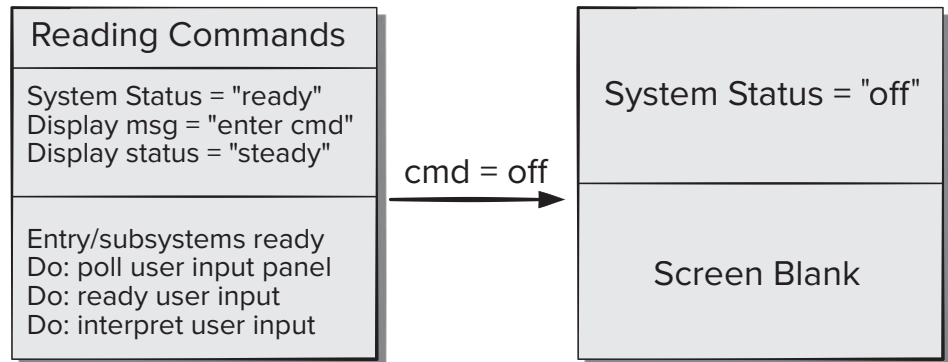 Reading Commands
System Status = "ready"
Display msg = "enter cmd"
Display status = "steady"
Entry/subsystems ready
Do: poll user input panel
Do: ready user input
Do: interpret user input
cmd = off
System Status = "off"
Screen Blank